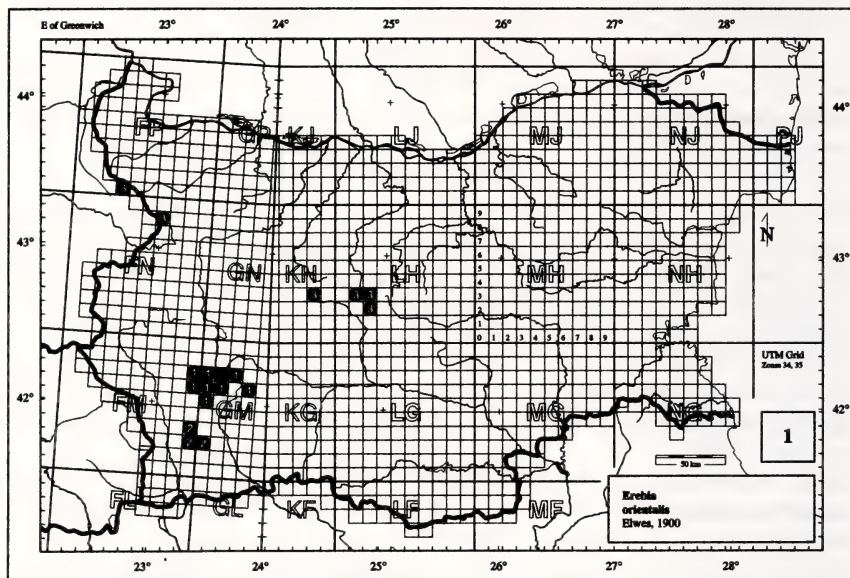 E of Greenwich
23° 24° 25° 26° 27° 28°
44° 44°
FP GP KJ LJ MJ NJ PJ
9
43° 7 43°
N
6
FN GN KN 5 LH MH NH
4
3
2
1
0 1 2 3 4 5 6 7 8 9
UTM Grid
Zones 34, 35
42° FM GM KG LG MG NG 42°
1
50 km
Erebia
orientalis
Elwes, 1900
FL GL KF LF MF
23° 24° 25° 26° 27° 28°